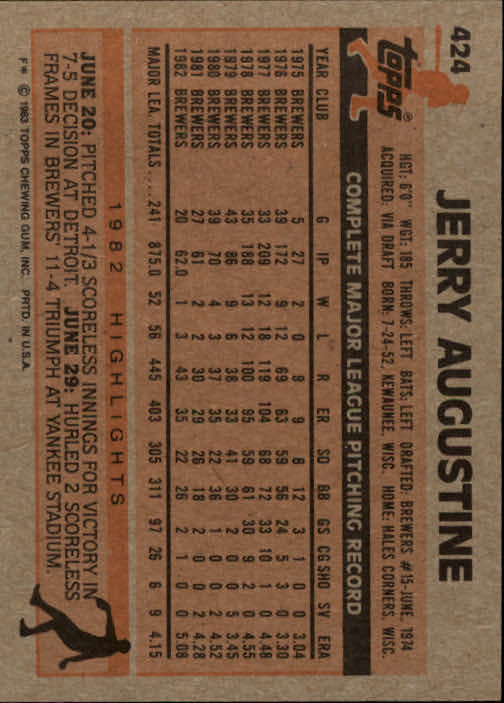 424
topps®
JERRY AUGUSTINE
HGT: 6'0" WGT: 185 THROWS: LEFT BATS: LEFT DRAFTED: BREWERS #15-JUNE, 1974
ACQUIRED: VIA DRAFT BORN: 7-24-52, KEWAUNEE, WISC. HOME: HALES CORNERS, WISC.
COMPLETE MAJOR LEAGUE PITCHING RECORD
YEAR CLUB G IP W L R ER SO BB GS CG SHO SV ERA
1975 BREWERS 5 27 2 0 9 9 8 12 3 1 0 0 3.04
1976 BREWERS 39 172 9 12 69 63 59 56 24 5 3 0 3.30
1977 BREWERS 33 209 12 18 119 104 68 72 33 10 1 0 4.48
1978 BREWERS 35 188 13 12 100 95 59 61 30 9 2 0 4.55
1979 BREWERS 43 86 9 6 38 33 41 30 2 0 0 5 3.45
1980 BREWERS 39 70 4 3 37 35 22 36 1 0 0 2 4.52
1981 BREWERS 27 61 2 2 30 29 26 18 2 0 0 2 4.28
1982 BREWERS 20 62.0 1 3 43 35 22 26 2 1 0 0 5.08
MAJOR LEA. TOTALS .... 241 875.0 52 56 445 403 305 311 97 26 6 9 4.15
1982 HIGHLIGHTS
JUNE 20: PITCHED 4-1/3 SCORELESS INNINGS FOR VICTORY IN
7-5 DECISION AT DETROIT. JUNE 29: HURLED 2 SCORELESS
FRAMES IN BREWERS' 11-4 TRIUMPH AT YANKEE STADIUM.
F* © 1983 TOPPS CHEWING GUM, INC. PRTD. IN U.S.A.